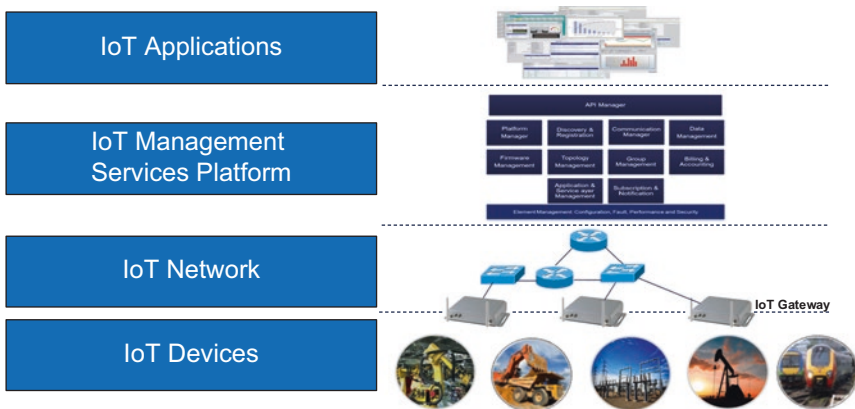 IoT Applications
IoT Management
Services Platform
API Manager
Platform
Manager
Discovery &
Registration
Communication
Manager
Data
Management
Firmware
Management
Topology
Management
Group
Management
Billing &
Accounting
Application &
Service ayer
Management
Subscription &
Notification
Element Management: Configuration, Fault, Performance and Security
IoT Network
IoT Gateway
IoT Devices